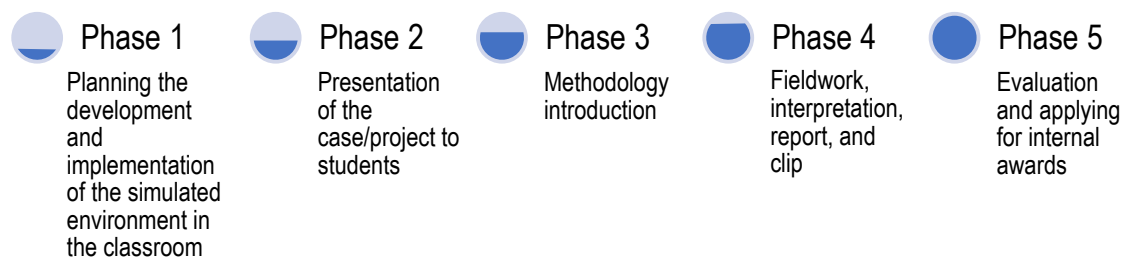 Phase 1
Planning the
development
and
implementation
of the simulated
environment in
the classroom
Phase 2
Presentation
of the
case/project to
students
Phase 3
Methodology
introduction
Phase 4
Fieldwork,
interpretation,
report, and
clip
Phase 5
Evaluation
and applying
for internal
awards